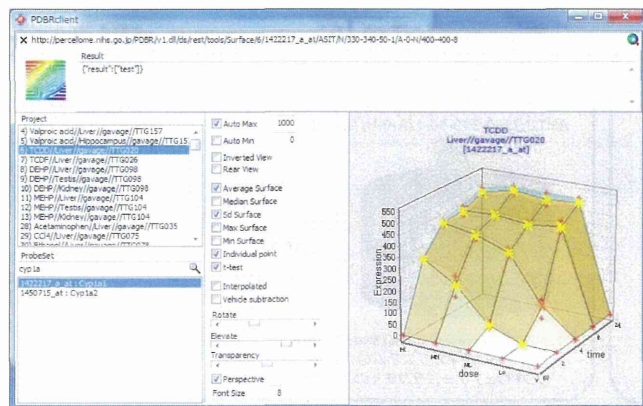 PDBRclient
X http://percellome.nihs.go.jp/PDBR/v1.dll/ds/rest/tools/Surface/6/1422217_a_at/ASIT/N/330-340-50-1/A-0-N/400-400-8
Result
{"result":["test"]}
Project
4) Valproic acid//Liver//gavage//TTG157
5) Valproic acid//Hippocampus//gavage//TTG15
6) TCDD//Liver//gavage//TTG020
7) TCDF//Liver//gavage//TTG026
8) DEHP//Liver//gavage//TTG098
9) DEHP//Testis//gavage//TTG098
10) DEHP//Kidney//gavage//TTG098
11) MEHP//Liver//gavage//TTG104
12) MEHP//Testis//gavage//TTG104
13) MEHP//Kidney//gavage//TTG104
28) Acetaminophen//Liver//gavage//TTG035
29) CCl4//Liver//gavage//TTG075
ProbeSet
cyp1a
1422217_a_at : Cyp1a1
1450715_at : Cyp1a2
Auto Max 1000
Auto Min 0
Inverted View
Rear View
Average Surface
Median Surface
Sd Surface
Max Surface
Min Surface
Individual point
t-test
Interpolated
Vehicle subtraction
Rotate
Elevate
Transparency
Perspective
Font Size 8
TCDD
Liver//gavage//TTG020
[1422217_a_at]
Expression
550
500
450
400
350
300
250
200
150
100
50
0
dose
time